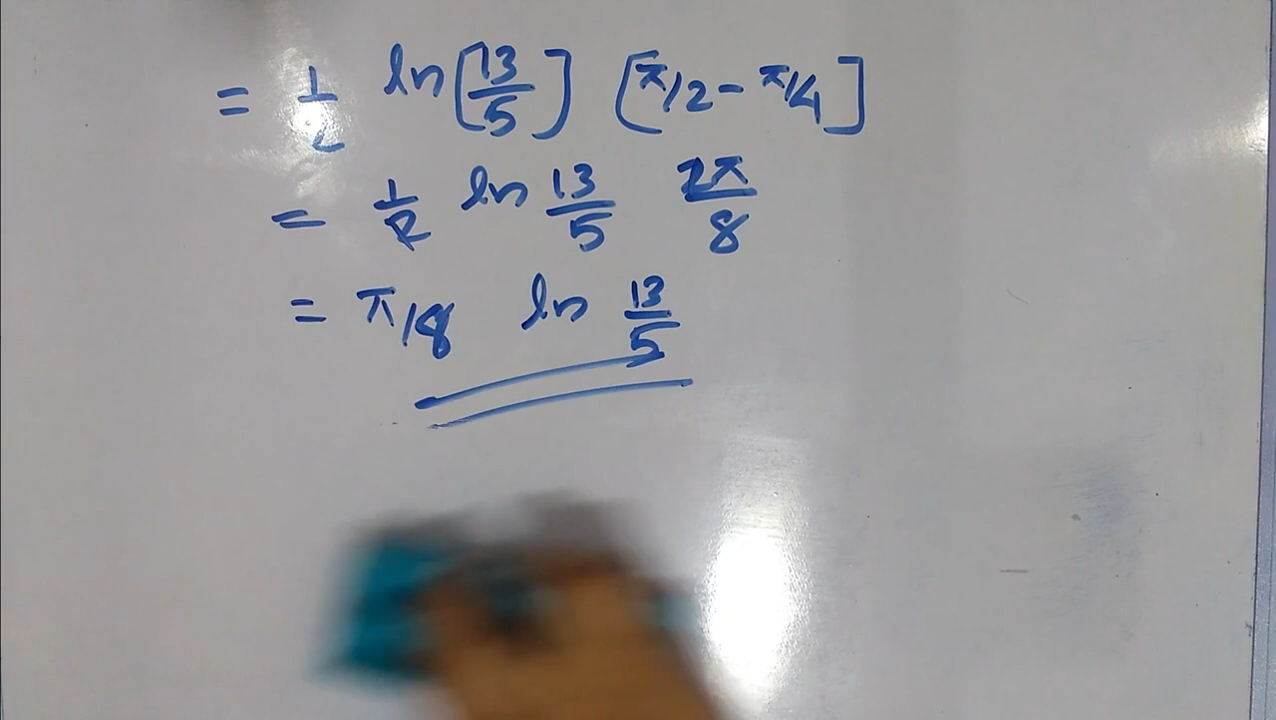 = 1/2 ln[13/5] [π/2 - π/4]
= 1/2 ln 13/5 2π/8
= π/8 ln 13/5